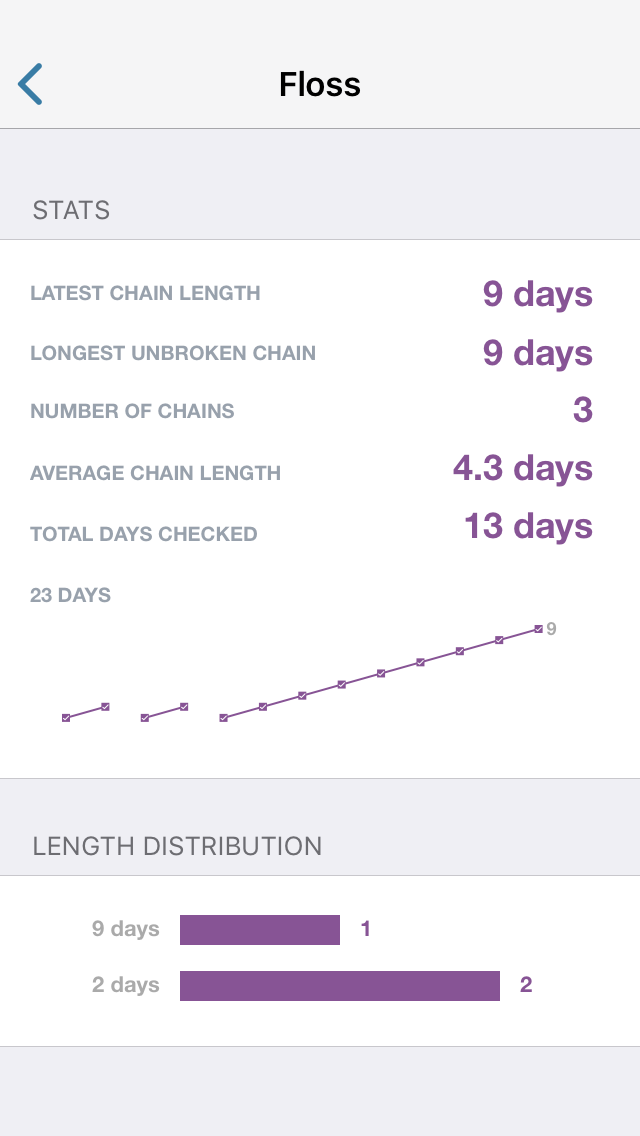 Floss
STATS
LATEST CHAIN LENGTH 9 days
LONGEST UNBROKEN CHAIN 9 days
NUMBER OF CHAINS 3
AVERAGE CHAIN LENGTH 4.3 days
TOTAL DAYS CHECKED 13 days
23 DAYS
9
LENGTH DISTRIBUTION
9 days 1
2 days 2